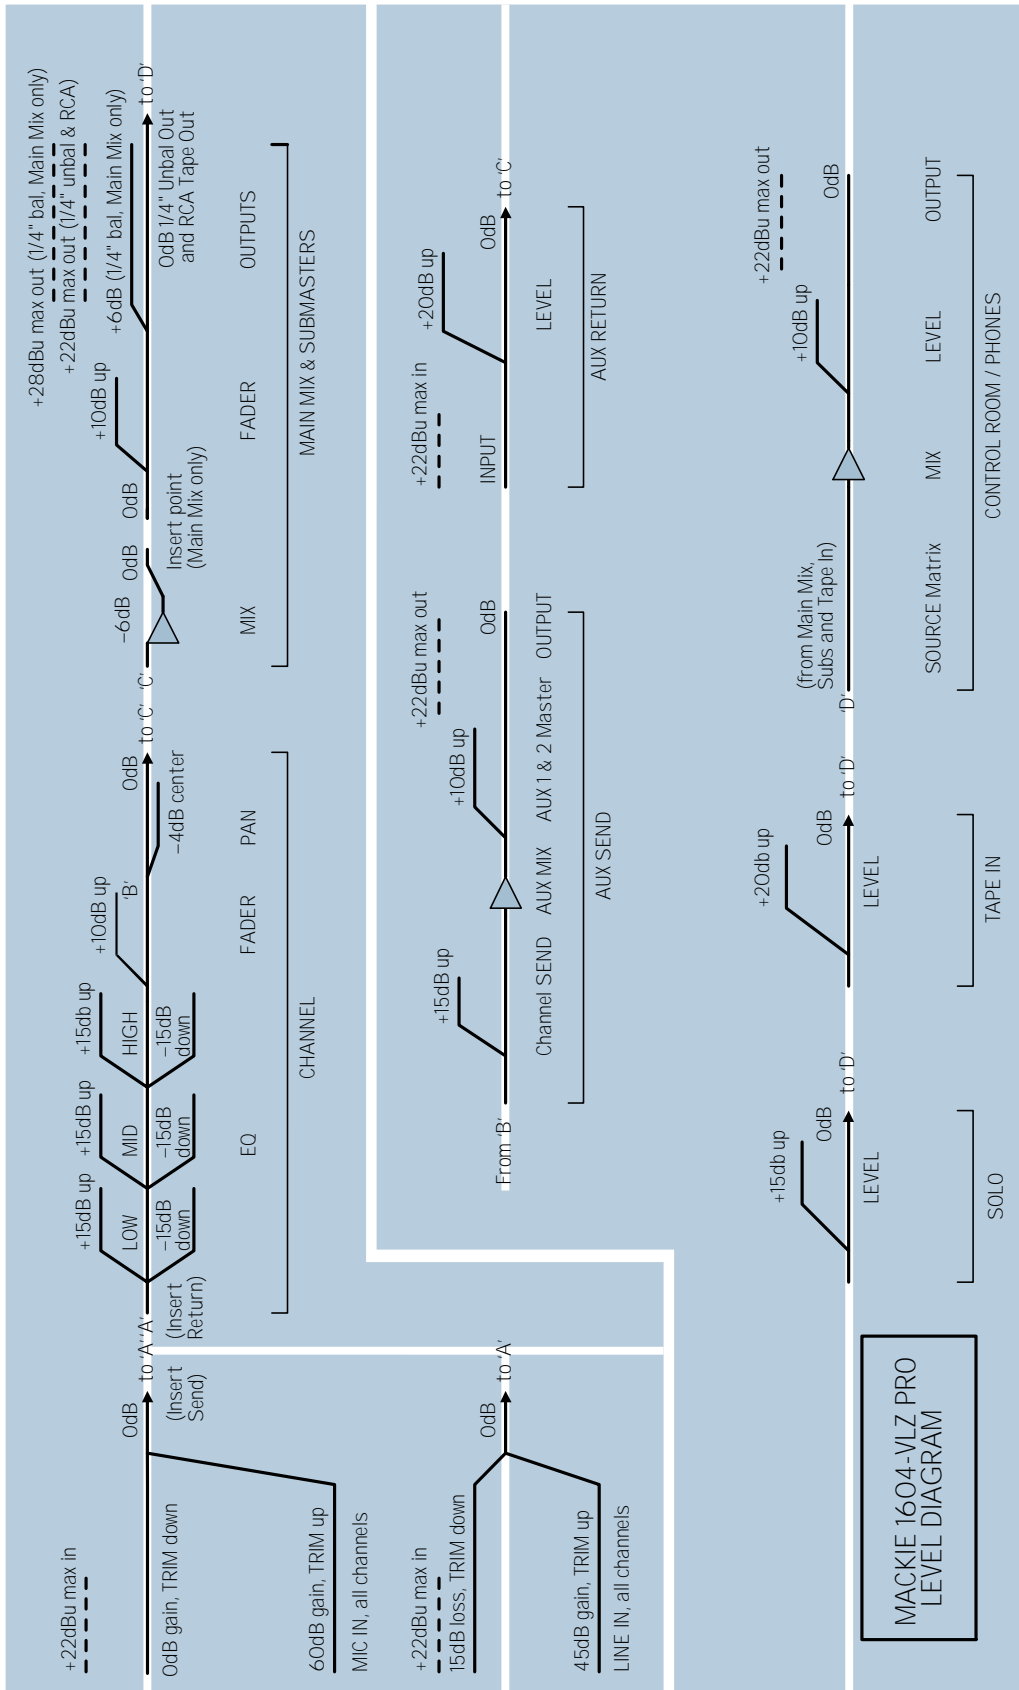 +22dBu max in
0dB gain, TRIM down
60dB gain, TRIM up
MIC IN, all channels
0dB
to 'A'
(Insert
Send)
'A'
(Insert
Return)
+15dB up
LOW
–15dB
down
+15dB up
MID
–15dB
down
+15db up
HIGH
–15dB
down
EQ
+10dB up
'B'
FADER
–4dB center
PAN
0dB
to 'C'
CHANNEL
'C'
–6dB
MIX
0dB
Insert point
(Main Mix only)
0dB
+10dB up
FADER
+28dBu max out (1/4" bal, Main Mix only)
+22dBu max out (1/4" unbal & RCA)
+6dB (1/4" bal, Main Mix only)
0dB 1/4" Unbal Out
and RCA Tape Out
to 'D'
OUTPUTS
MAIN MIX & SUBMASTERS
+22dBu max in
15dB loss, TRIM down
45dB gain, TRIM up
LINE IN, all channels
0dB
to 'A'
From 'B'
+15dB up
Channel SEND
AUX MIX
+10dB up
AUX 1 & 2 Master
+22dBu max out
0dB
OUTPUT
AUX SEND
+22dBu max in
INPUT
+20dB up
LEVEL
0dB
to 'C'
AUX RETURN
MACKIE 1604-VLZ PRO
LEVEL DIAGRAM
+15db up
LEVEL
0dB
to 'D'
SOLO
+20db up
LEVEL
0dB
to 'D'
TAPE IN
'D'
(from Main Mix,
Subs and Tape In)
SOURCE Matrix
MIX
+10dB up
LEVEL
+22dBu max out
0dB
OUTPUT
CONTROL ROOM / PHONES